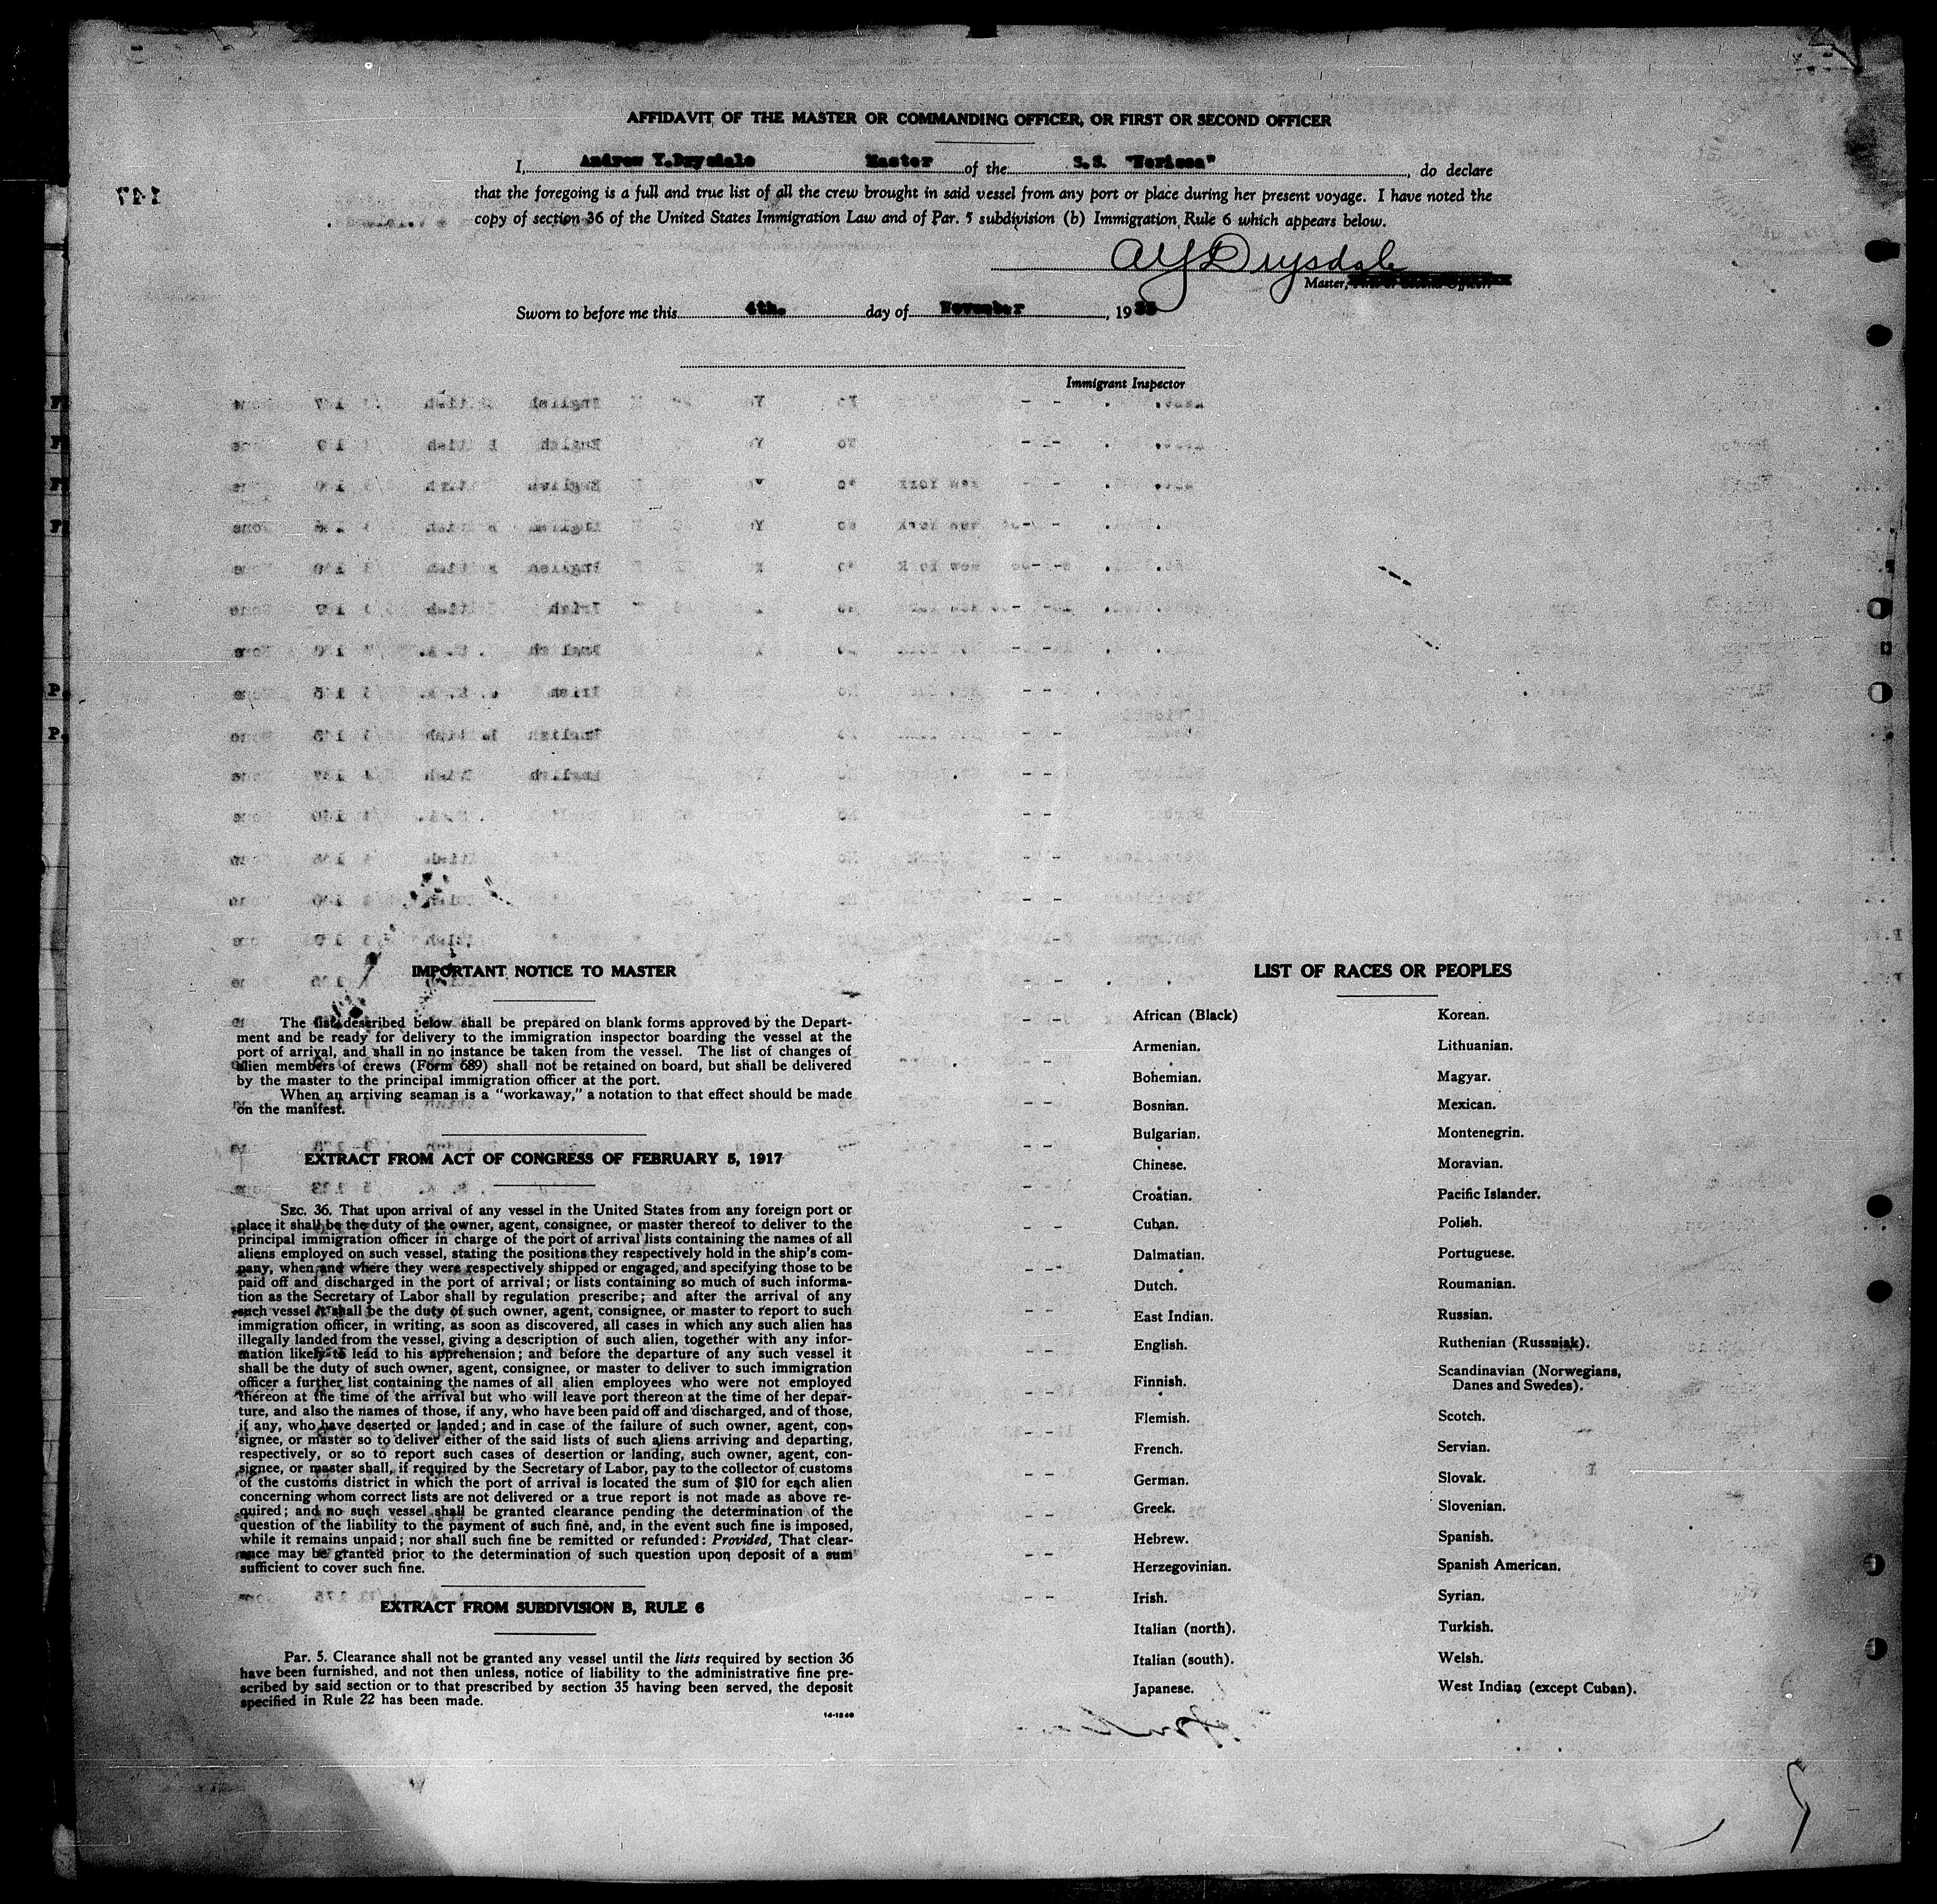 AFFIDAVIT OF THE MASTER OR COMMANDING OFFICER, OR FIRST OR SECOND OFFICER
I, Andrew Y.Drysdale Master of the S.S. "Nerissa", do declare
that the foregoing is a full and true list of all the crew brought in said vessel from any port or place during her present voyage. I have noted the
copy of section 36 of the United States Immigration Law and of Par. 5 subdivision (b) Immigration Rule 6 which appears below.
AY Drysdale
Master,
Sworn to before me this 4th. day of November, 19
Immigrant Inspector
IMPORTANT NOTICE TO MASTER
The list described below shall be prepared on blank forms approved by the Depart-
ment and be ready for delivery to the immigration inspector boarding the vessel at the
port of arrival, and shall in no instance be taken from the vessel. The list of changes of
alien members of crews (Form 689) shall not be retained on board, but shall be delivered
by the master to the principal immigration officer at the port.
When an arriving seaman is a "workaway," a notation to that effect should be made
on the manifest.
EXTRACT FROM ACT OF CONGRESS OF FEBRUARY 5, 1917
SEC. 36. That upon arrival of any vessel in the United States from any foreign port or
place it shall be the duty of the owner, agent, consignee, or master thereof to deliver to the
principal immigration officer in charge of the port of arrival lists containing the names of all
aliens employed on such vessel, stating the positions they respectively hold in the ship's com-
pany, when and where they were respectively shipped or engaged, and specifying those to be
paid off and discharged in the port of arrival; or lists containing so much of such informa-
tion as the Secretary of Labor shall by regulation prescribe; and after the arrival of any
such vessel it shall be the duty of such owner, agent, consignee, or master to report to such
immigration officer, in writing, as soon as discovered, all cases in which any such alien has
illegally landed from the vessel, giving a description of such alien, together with any infor-
mation likely to lead to his apprehension; and before the departure of any such vessel it
shall be the duty of such owner, agent, consignee, or master to deliver to such immigration
officer a further list containing the names of all alien employees who were not employed
thereon at the time of the arrival but who will leave port thereon at the time of her depar-
ture, and also the names of those, if any, who have been paid off and discharged, and of those,
if any, who have deserted or landed; and in case of the failure of such owner, agent, con-
signee, or master so to deliver either of the said lists of such aliens arriving and departing,
respectively, or so to report such cases of desertion or landing, such owner, agent, con-
signee, or master shall, if required by the Secretary of Labor, pay to the collector of customs
of the customs district in which the port of arrival is located the sum of $10 for each alien
concerning whom correct lists are not delivered or a true report is not made as above re-
quired; and no such vessel shall be granted clearance pending the determination of the
question of the liability to the payment of such fine, and, in the event such fine is imposed,
while it remains unpaid; nor shall such fine be remitted or refunded: Provided, That clear-
ance may be granted prior to the determination of such question upon deposit of a sum
sufficient to cover such fine.
EXTRACT FROM SUBDIVISION B, RULE 6
Par. 5. Clearance shall not be granted any vessel until the lists required by section 36
have been furnished, and not then unless, notice of liability to the administrative fine pre-
scribed by said section or to that prescribed by section 35 having been served, the deposit
specified in Rule 22 has been made.
14-1240
LIST OF RACES OR PEOPLES
African (Black)
Armenian.
Bohemian.
Bosnian.
Bulgarian.
Chinese.
Croatian.
Cuban.
Dalmatian.
Dutch.
East Indian.
English.
Finnish.
Flemish.
French.
German.
Greek.
Hebrew.
Herzegovinian.
Irish.
Italian (north).
Italian (south).
Japanese.
Korean.
Lithuanian.
Magyar.
Mexican.
Montenegrin.
Moravian.
Pacific Islander.
Polish.
Portuguese.
Roumanian.
Russian.
Ruthenian (Russniak).
Scandinavian (Norwegians,
Danes and Swedes).
Scotch.
Servian.
Slovak.
Slovenian.
Spanish.
Spanish American.
Syrian.
Turkish.
Welsh.
West Indian (except Cuban).